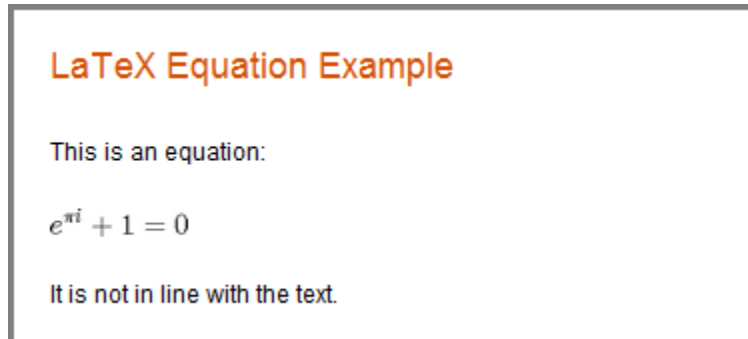 LaTeX Equation Example
This is an equation:
e^{πi} + 1 = 0
It is not in line with the text.